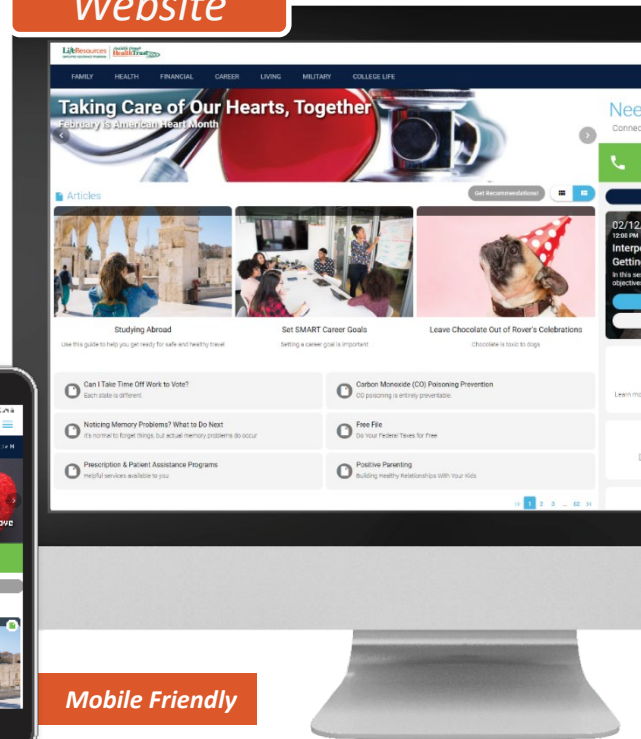 Website
LifeResources
HealthTrust
FAMILY HEALTH FINANCIAL CAREER LIVING MILITARY COLLEGE LIFE
Taking Care of Our Hearts, Together
February is American Heart Month
Nee
Connec
Articles
Get Recommendations!
02/12/
12:00 PM
Interpe
Getting
In this se
objective
Studying Abroad
Use this guide to help you get ready for safe and healthy travel
Set SMART Career Goals
Setting a career goal is important
Leave Chocolate Out of Rover's Celebrations
Chocolate is toxic to dogs
Can I Take Time Off Work to Vote?
Each state is different
Carbon Monoxide (CO) Poisoning Prevention
CO poisoning is entirely preventable.
Learn mo
Noticing Memory Problems? What to Do Next
It's normal to forget things, but actual memory problems do occur
Free File
Do Your Federal Taxes for Free
Prescription & Patient Assistance Programs
Helpful services available to you
Positive Parenting
Building Healthy Relationships With Your Kids
1 2 3 ... 62
ove
Mobile Friendly